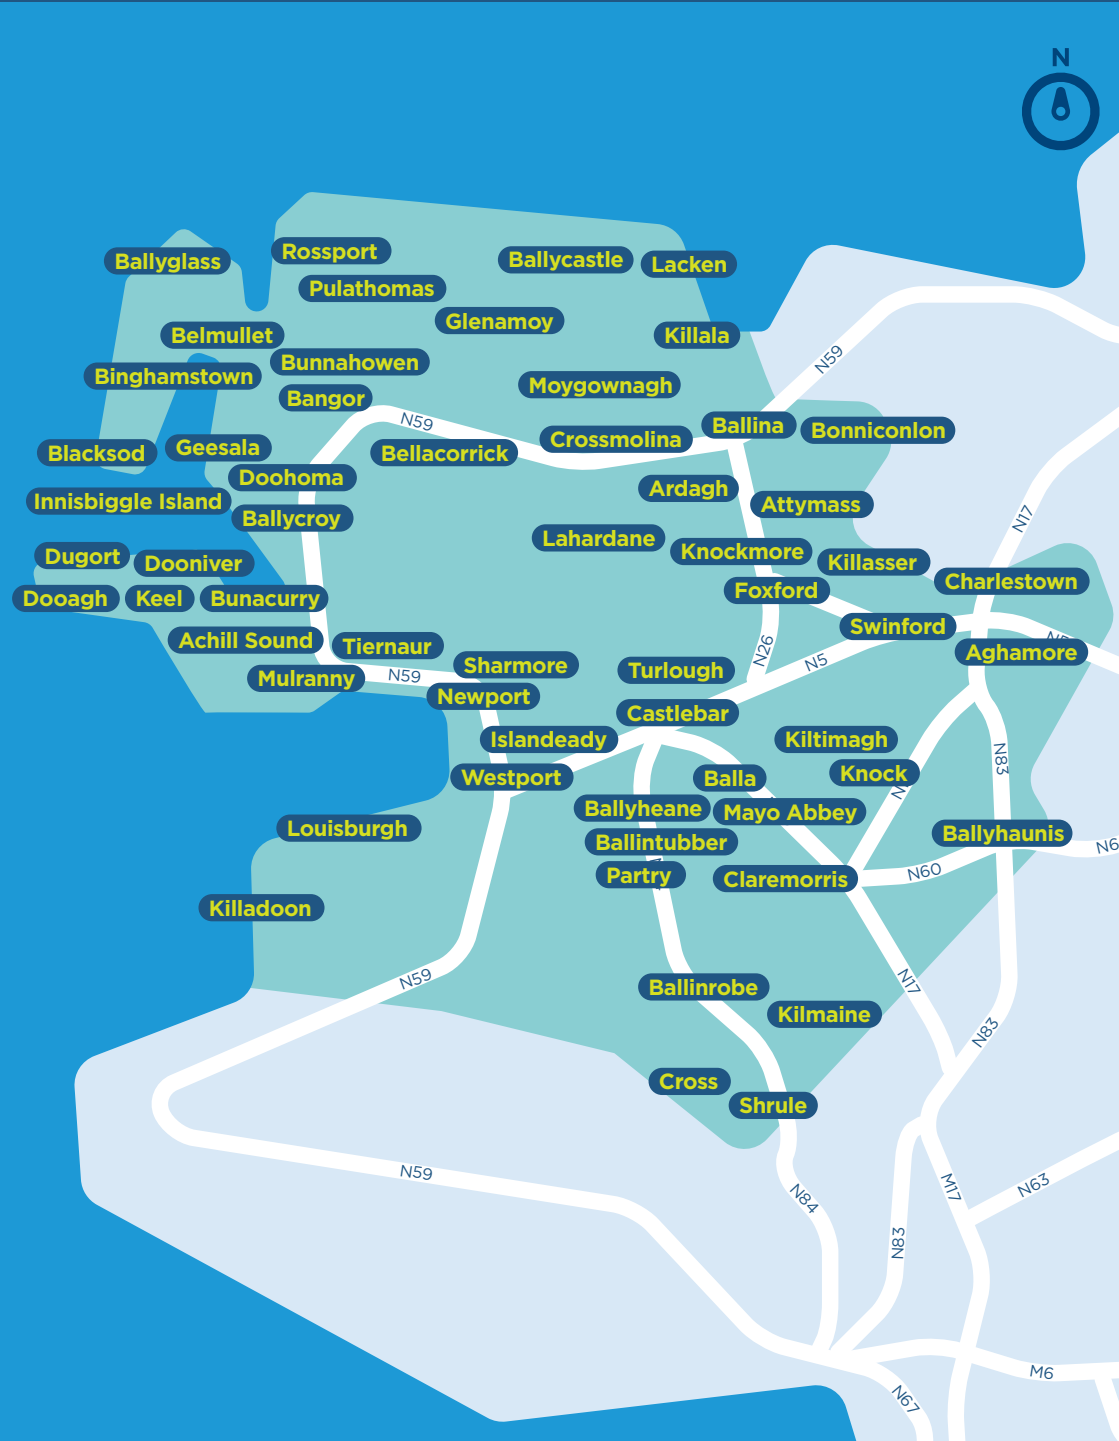 N
Rossport
Ballycastle
Ballyglass
Lacken
Pulathomas
Glenamoy
Belmullet
Killala
N59
Bunnahowen
Binghamstown
Moygownagh
Bangor
N59
Ballina
Bonniconlon
Crossmolina
Geesala
Blacksod
Bellacorrick
Doohoma
Ardagh
Innisbiggle Island
Attymass
Ballycroy
N17
Lahardane
Knockmore
Dugort
Dooniver
Killasser
Charlestown
Foxford
Dooagh
Keel
Bunacurry
Swinford
Achill Sound
Tiernaur
N26
Aghamore
N5
Sharmore
Turlough
Mulranny
N59
Newport
Castlebar
Islandeady
Kiltimagh
N83
Westport
Balla
Knock
N
Ballyheane
Mayo Abbey
Louisburgh
Ballyhaunis
Ballintubber
N6
Partry
Claremorris
N60
Killadoon
N59
N17
Ballinrobe
Kilmaine
N83
Cross
Shrule
N59
N84
M17
N63
N83
M6
N67